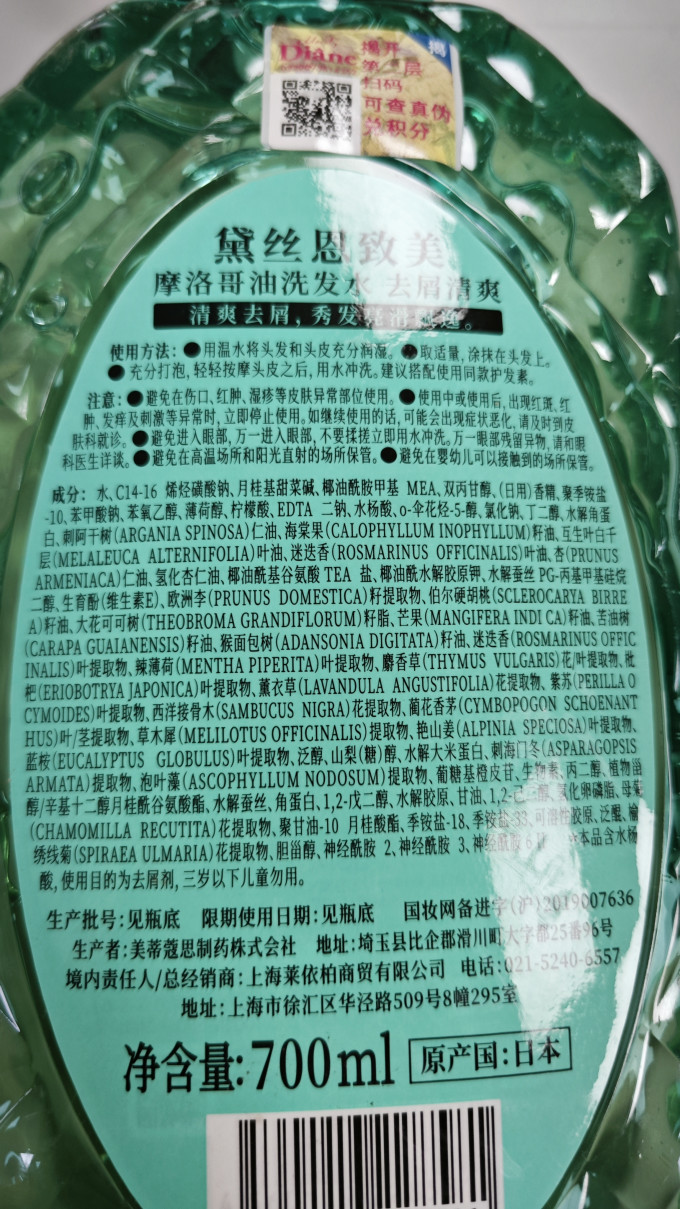 Diane
揭开
第一层
扫码
可查真伪
兑积分
揭
黛丝恩致美
摩洛哥油洗发水 去屑清爽
清爽去屑，秀发
使用方法：●用温水将头发和头皮充分润湿。●取适量，涂抹在头发上。
●充分打泡，轻轻按摩头皮之后，用水冲洗。建议搭配使用同款护发素。
注意：●避免在伤口、红肿、湿疹等皮肤异常部位使用。●使用中或使用后，出现红斑、红
肿、发痒及刺激等异常时，立即停止使用。如继续使用的话，可能会出现症状恶化，请及时到皮
肤科就诊。●避免进入眼部，万一进入眼部，不要揉搓立即用水冲洗。万一眼部残留异物，请和眼
科医生详谈。●避免在高温场所和阳光直射的场所保管。●避免在婴幼儿可以接触到的场所保管。
成分：水、C14-16 烯烃磺酸钠、月桂基甜菜碱、椰油酰胺甲基 MEA、双丙甘醇、（日用）香精、聚季铵盐
-10、苯甲酸钠、苯氧乙醇、薄荷醇、柠檬酸、EDTA 二钠、水杨酸、o-伞花烃-5-醇、氯化钠、丁二醇、水解角蛋
白、刺阿干树(ARGANIA SPINOSA)仁油、海棠果(CALOPHYLLUM INOPHYLLUM)籽油、互生叶白千
层(MELALEUCA ALTERNIFOLIA)叶油、迷迭香(ROSMARINUS OFFICINALIS)叶油、杏(PRUNUS
ARMENIACA)仁油、氢化杏仁油、椰油酰基谷氨酸 TEA 盐、椰油酰水解胶原钾、水解蚕丝 PG-丙基甲基硅烷
二醇、生育酚(维生素E)、欧洲李(PRUNUS DOMESTICA)籽提取物、伯尔硬胡桃(SCLEROCARYA BIRRE
A)籽油、大花可可树(THEOBROMA GRANDIFLORUM)籽脂、芒果(MANGIFERA INDI CA)籽油、苦油树
(CARAPA GUAIANENSIS)籽油、猴面包树(ADANSONIA DIGITATA)籽油、迷迭香(ROSMARINUS OFFIC
INALIS)叶提取物、辣薄荷(MENTHA PIPERITA)叶提取物、麝香草(THYMUS VULGARIS)花/叶提取物、枇
杷(ERIOBOTRYA JAPONICA)叶提取物、薰衣草(LAVANDULA ANGUSTIFOLIA)花提取物、紫苏(PERILLA O
CYMOIDES)叶提取物、西洋接骨木(SAMBUCUS NIGRA)花提取物、蔺花香茅(CYMBOPOGON SCHOENANT
HUS)叶/茎提取物、草木犀(MELILOTUS OFFICINALIS)提取物、艳山姜(ALPINIA SPECIOSA)叶提取物、
蓝桉(EUCALYPTUS GLOBULUS)叶提取物、泛醇、山梨(糖)醇、水解大米蛋白、刺海门冬(ASPARAGOPSIS
ARMATA)提取物、泡叶藻(ASCOPHYLLUM NODOSUM)提取物、葡糖基橙皮苷、生物素、丙二醇、植物甾
醇/辛基十二醇月桂酰谷氨酸酯、水解蚕丝、角蛋白、1,2-戊二醇、水解胶原、甘油、1,2-己二醇、氢化卵磷脂、母菊
(CHAMOMILLA RECUTITA)花提取物、聚甘油-10 月桂酸酯、季铵盐-18、季铵盐-33、可溶性胶原、泛醌、榆
绣线菊(SPIRAEA ULMARIA)花提取物、胆甾醇、神经酰胺 2、神经酰胺 3、神经酰胺 6 本品含水杨
酸，使用目的为去屑剂，三岁以下儿童勿用。
生产批号：见瓶底 限期使用日期：见瓶底 国妆网备进字(沪)2019007636
生产者：美蒂蔻思制药株式会社 地址：埼玉县比企郡滑川町大字都25番96号
境内责任人/总经销商：上海莱依柏商贸有限公司 电话：021-5240-6557
地址：上海市徐汇区华泾路509号8幢295室
净含量：700ml 原产国：日本